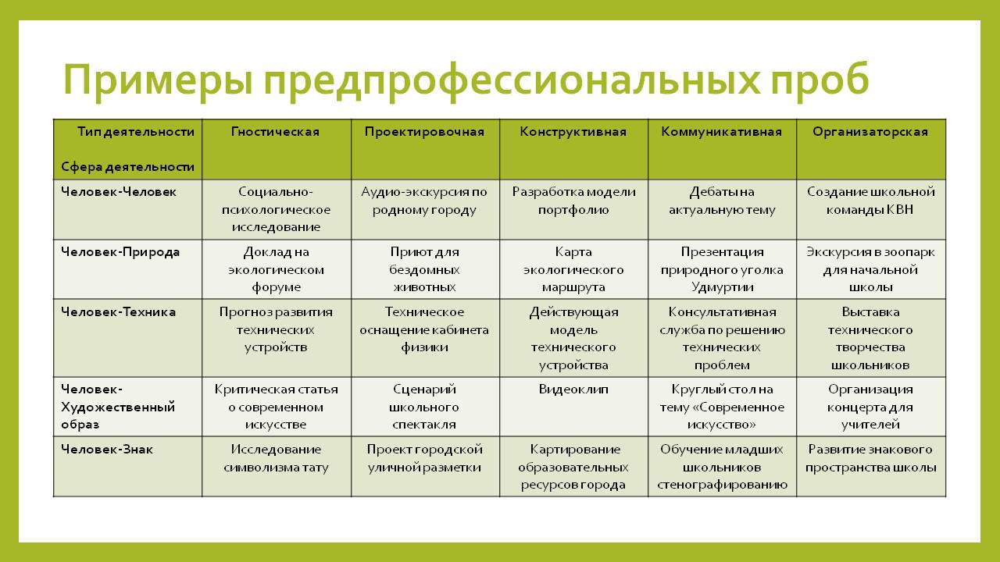 Примеры предпрофессиональных проб
Тип деятельности
Сфера деятельности
Гностическая
Проектировочная
Конструктивная
Коммуникативная
Организаторская
Человек-Человек
Социально-
психологическое
исследование
Аудио-экскурсия по
родному городу
Разработка модели
портфолио
Дебаты на
актуальную тему
Создание школьной
команды КВН
Человек-Природа
Доклад на
экологическом
форуме
Приют для
бездомных
животных
Карта
экологического
маршрута
Презентация
природного уголка
Удмуртии
Экскурсия в зоопарк
для начальной
школы
Человек-Техника
Прогноз развития
технических
устройств
Техническое
оснащение кабинета
физики
Действующая
модель
технического
устройства
Консультативная
служба по решению
технических
проблем
Выставка
технического
творчества
школьников
Человек-
Художественный
образ
Критическая статья
о современном
искусстве
Сценарий
школьного
спектакля
Видеоклип
Круглый стол на
тему «Современное
искусство»
Организация
концерта для
учителей
Человек-Знак
Исследование
символизма тату
Проект городской
уличной разметки
Картирование
образовательных
ресурсов города
Обучение младших
школьников
стенографированию
Развитие знакового
пространства школы